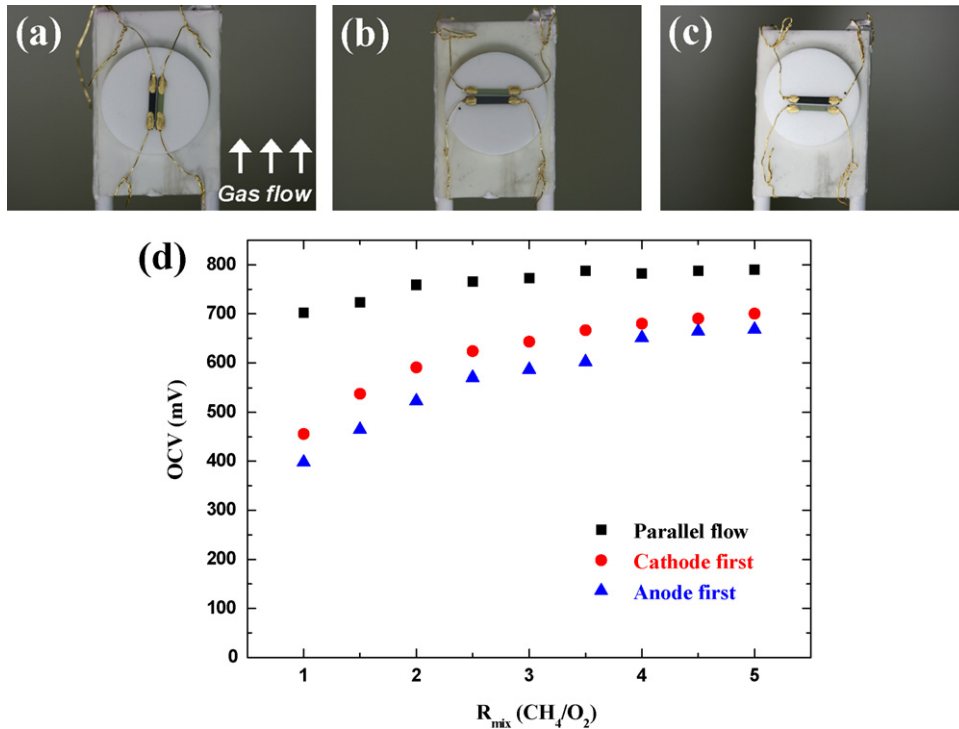 (a)
(b)
(c)
Gas flow
(d)
800
700
600
500
400
300
200
100
0
OCV (mV)
Parallel flow
Cathode first
Anode first
1 2 3 4 5
R_mix (CH₄/O₂)